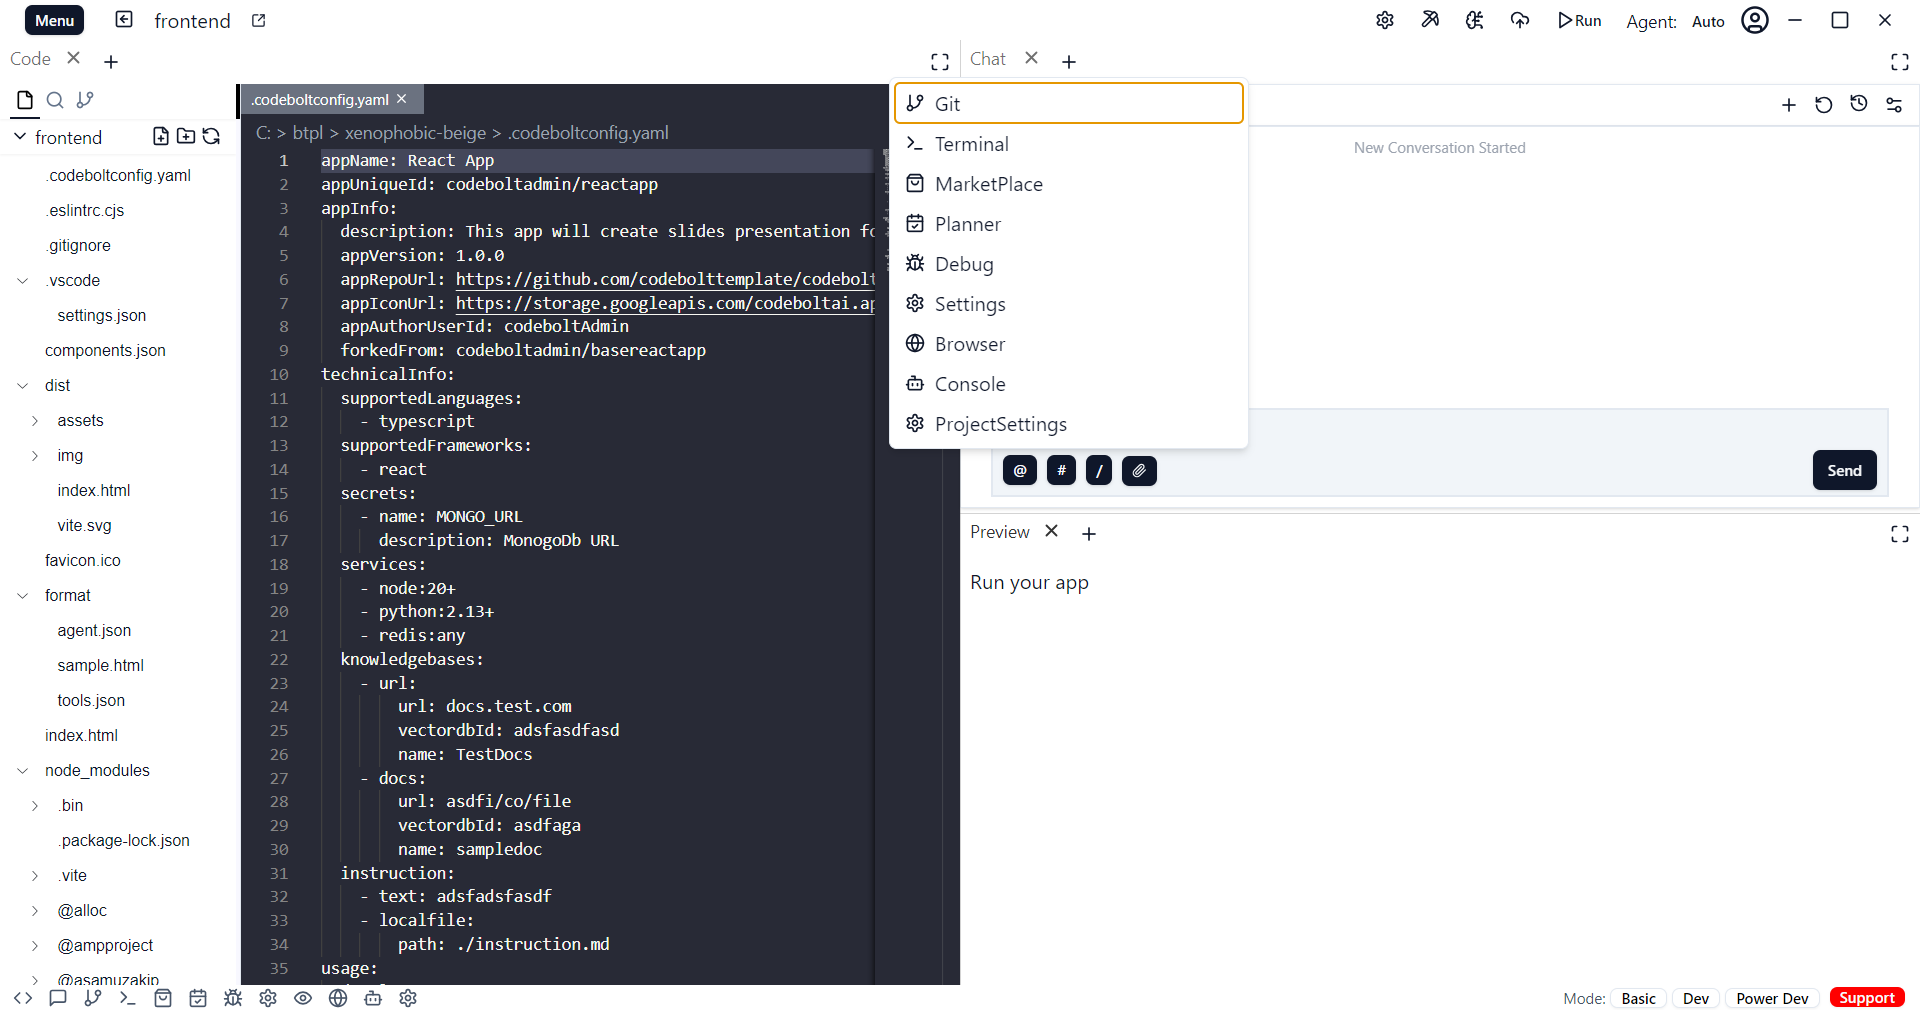 Menu
frontend
Run
Agent: Auto
Code
Chat
frontend
.codeboltconfig.yaml
.eslintrc.cjs
.gitignore
.vscode
settings.json
components.json
dist
assets
img
index.html
vite.svg
favicon.ico
format
agent.json
sample.html
tools.json
index.html
node_modules
.bin
.package-lock.json
.vite
@alloc
@ampproject
@asamuzakip
.codeboltconfig.yaml
C: > btpl > xenophobic-beige > .codeboltconfig.yaml
1 appName: React App
2 appUniqueId: codeboltadmin/reactapp
3 appInfo:
4 description: This app will create slides presentation fo
5 appVersion: 1.0.0
6 appRepoUrl: https://github.com/codebolttemplate/codebolt
7 appIconUrl: https://storage.googleapis.com/codeboltai.ap
8 appAuthorUserId: codeboltAdmin
9 forkedFrom: codeboltadmin/basereactapp
10 technicalInfo:
11 supportedLanguages:
12 - typescript
13 supportedFrameworks:
14 - react
15 secrets:
16 - name: MONGO_URL
17 description: MonogoDb URL
18 services:
19 - node:20+
20 - python:2.13+
21 - redis:any
22 knowledgebases:
23 - url:
24 url: docs.test.com
25 vectordbId: adsfasdfasd
26 name: TestDocs
27 - docs:
28 url: asdfi/co/file
29 vectordbId: asdfaga
30 name: sampledoc
31 instruction:
32 - text: adsfadsfasdf
33 - localfile:
34 path: ./instruction.md
35 usage:
Git
Terminal
MarketPlace
Planner
Debug
Settings
Browser
Console
ProjectSettings
New Conversation Started
@ # /
Send
Preview
Run your app
Mode: Basic Dev Power Dev Support